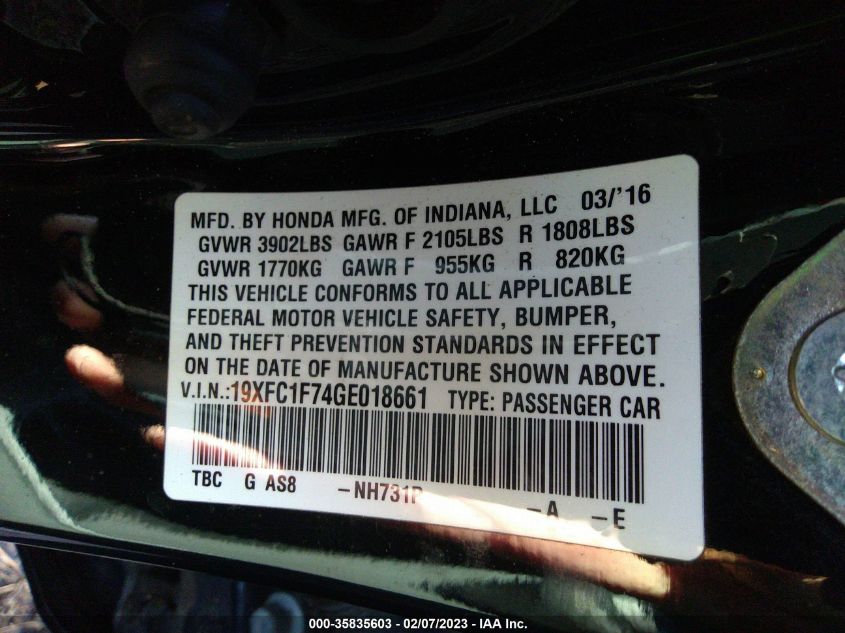 MFD. BY HONDA MFG. OF INDIANA, LLC 03/'16
GVWR 3902LBS GAWR F 2105LBS R 1808LBS
GVWR 1770KG GAWR F 955KG R 820KG
THIS VEHICLE CONFORMS TO ALL APPLICABLE
FEDERAL MOTOR VEHICLE SAFETY, BUMPER,
AND THEFT PREVENTION STANDARDS IN EFFECT
ON THE DATE OF MANUFACTURE SHOWN ABOVE.
V.I.N.:19XFC1F74GE018661 TYPE: PASSENGER CAR
TBC G AS8 –NH731P –A –E
000-35835603 — 02/07/2023 — IAA Inc.